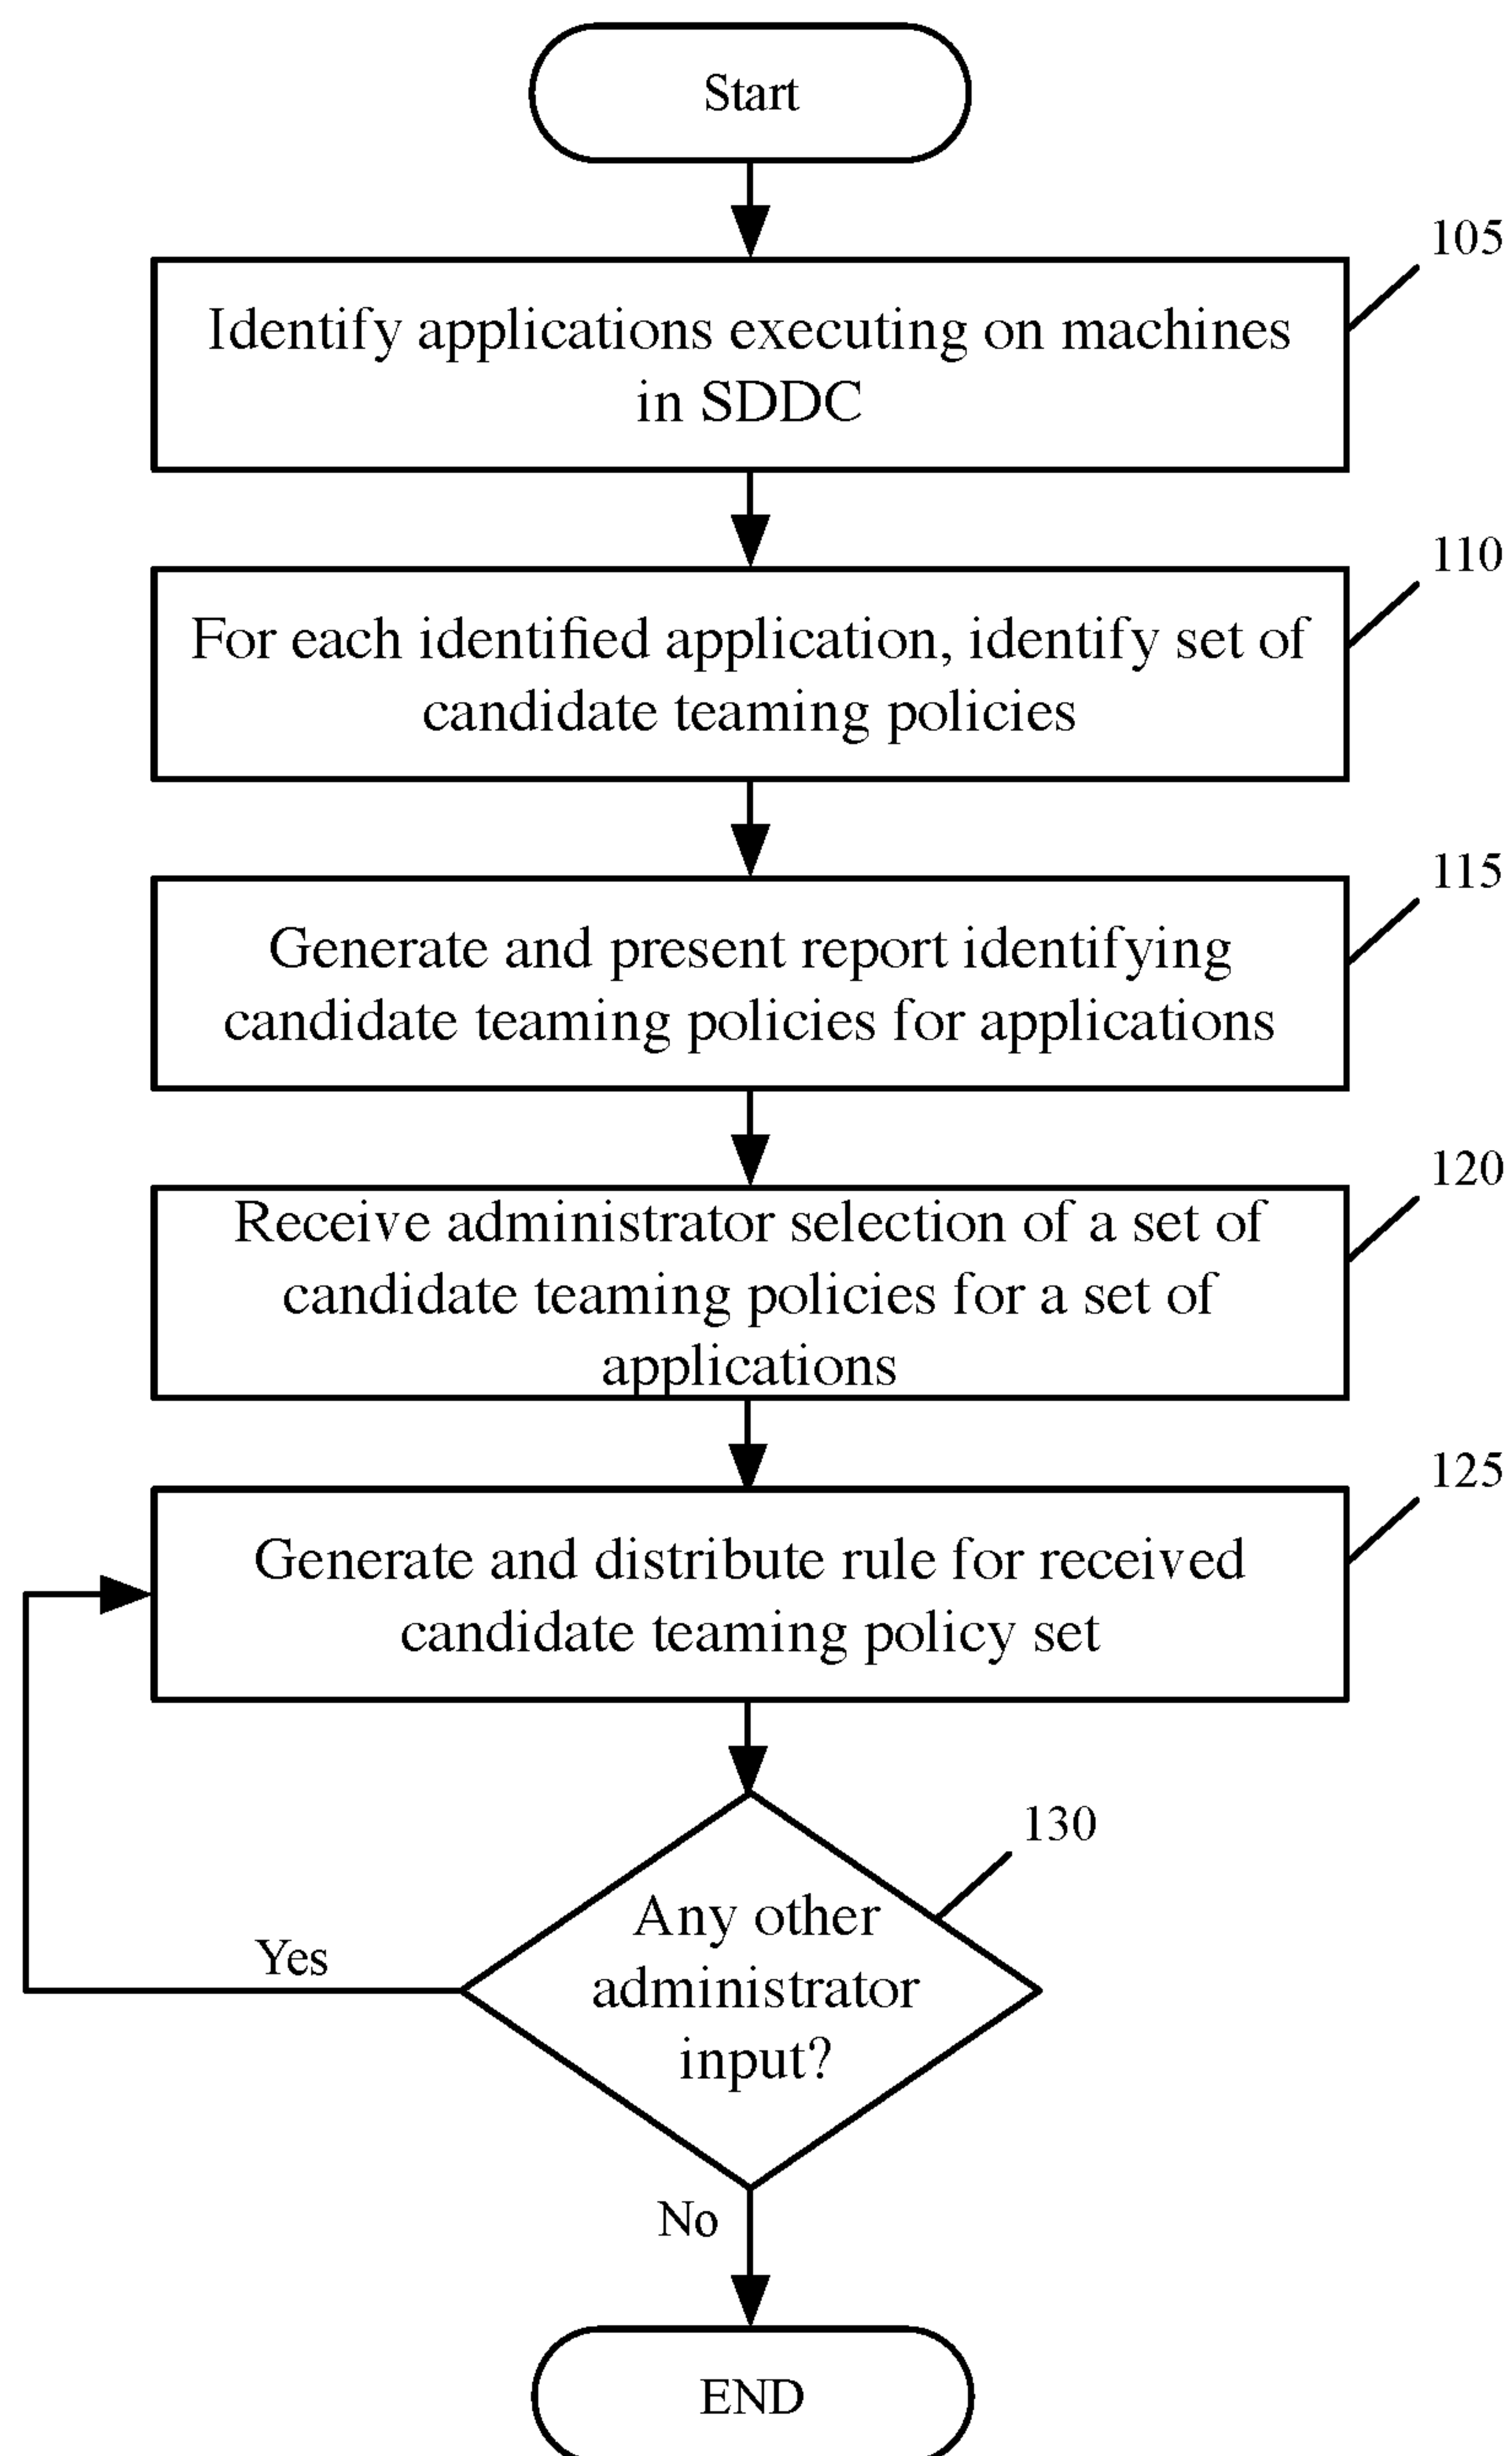 Start
105
Identify applications executing on machines
in SDDC
110
For each identified application, identify set of
candidate teaming policies
115
Generate and present report identifying
candidate teaming policies for applications
120
Receive administrator selection of a set of
candidate teaming policies for a set of
applications
125
Generate and distribute rule for received
candidate teaming policy set
130
Any other
administrator
input?
Yes
No
END